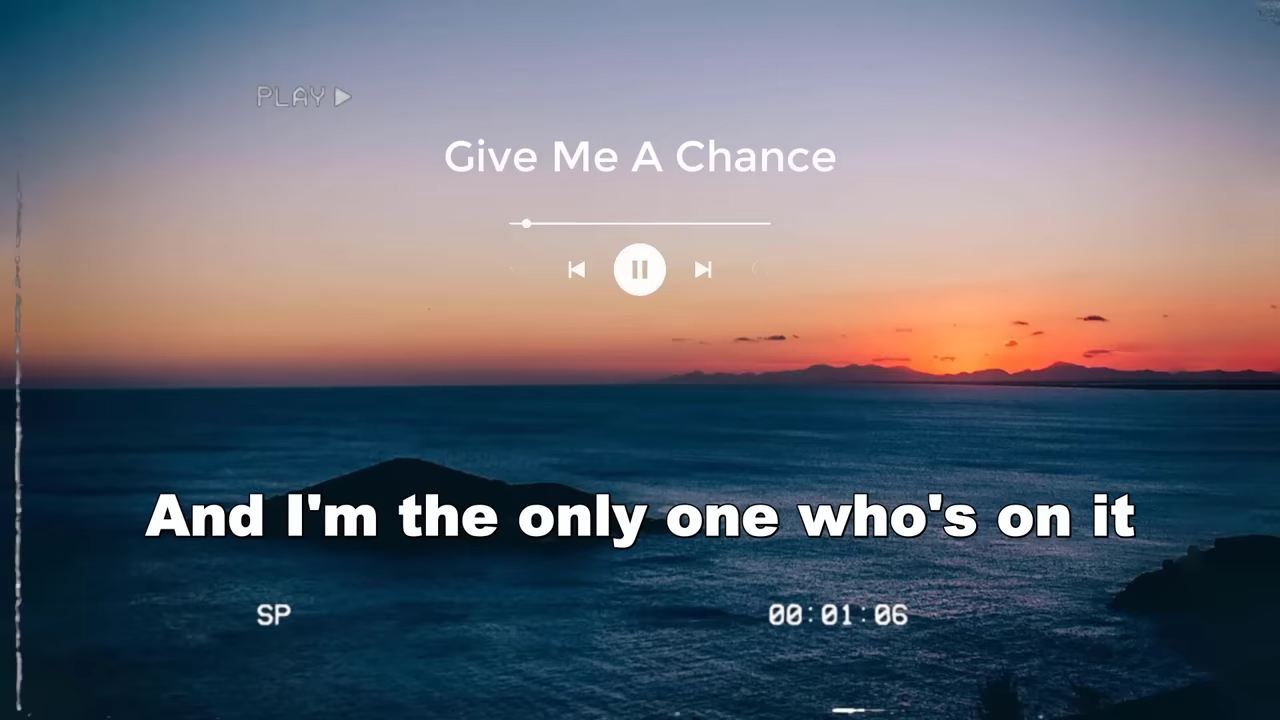 PLAY
Give Me A Chance
And I'm the only one who's on it
SP
00:01:06